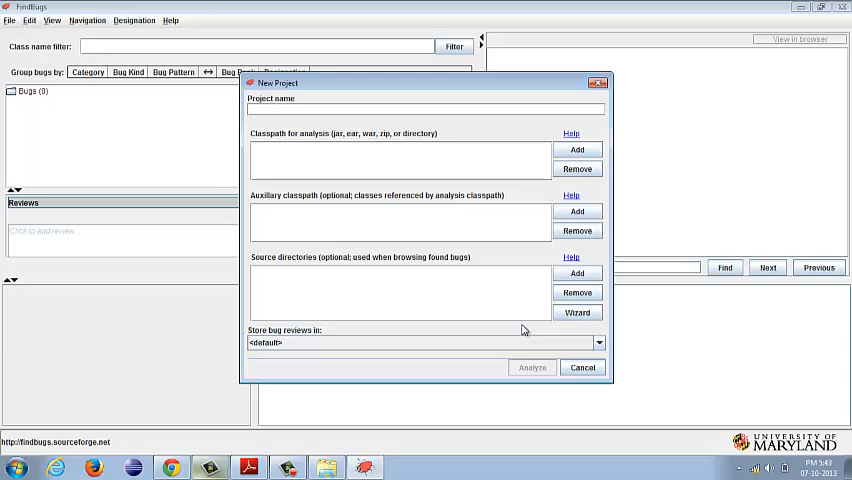 FindBugs
File Edit View Navigation Designation Help
Class name filter:
Filter
View in browser
Group bugs by: Category Bug Kind Bug Pattern
Bugs (0)
Reviews
Click to add review...
New Project
Project name
Classpath for analysis (jar, ear, war, zip, or directory)
Help
Add
Remove
Auxillary classpath (optional; classes referenced by analysis classpath)
Help
Add
Remove
Source directories (optional; used when browsing found bugs)
Help
Add
Remove
Wizard
Store bug reviews in:
<default>
Analyze Cancel
Find Next Previous
http://findbugs.sourceforge.net
UNIVERSITY OF
MARYLAND
PM 5:43
07-10-2013